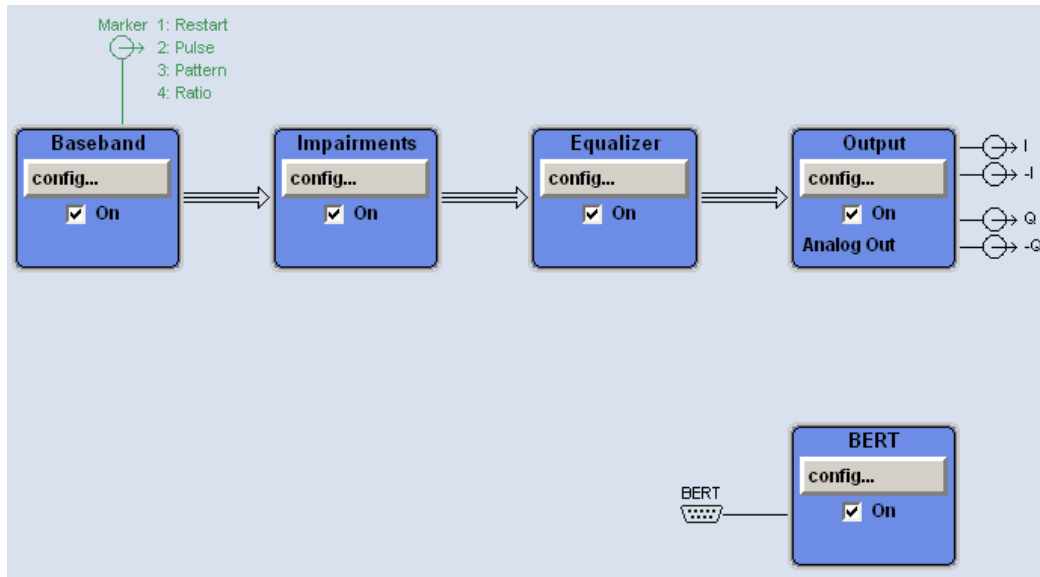 Marker 1: Restart
2: Pulse
3: Pattern
4: Ratio
Baseband
config...
On
Impairments
config...
On
Equalizer
config...
On
Output
config...
On
Analog Out
I
-I
Q
-Q
BERT
BERT
config...
On